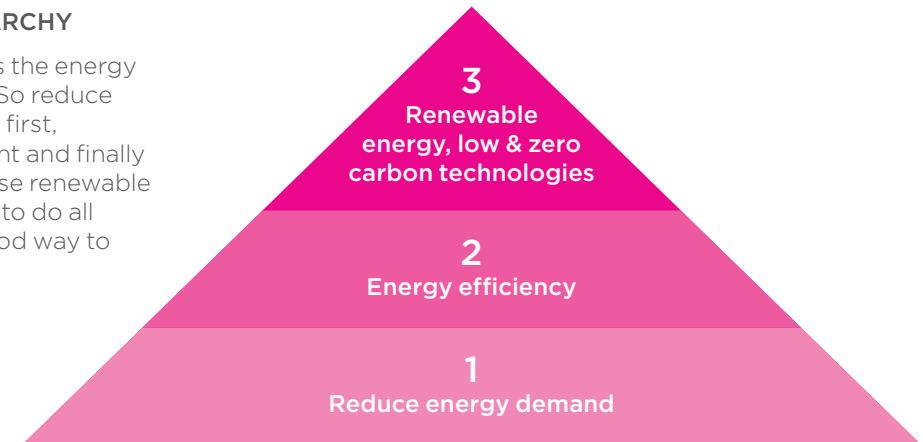 ARCHY
s the energy
So reduce
first,
nt and finally
se renewable
to do all
od way to
3
Renewable
energy, low & zero
carbon technologies
2
Energy efficiency
1
Reduce energy demand